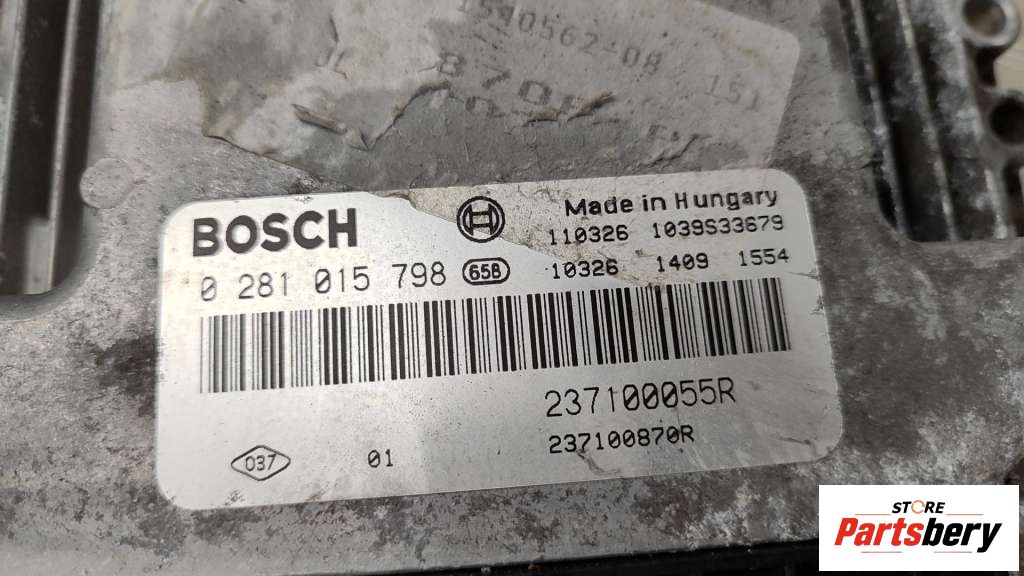 BOSCH
Made in Hungary
110326 1039S33679
0 281 015 798 658 10326 1409 1554
237100055R
237100870R
037 01
151
STORE
Partsbery